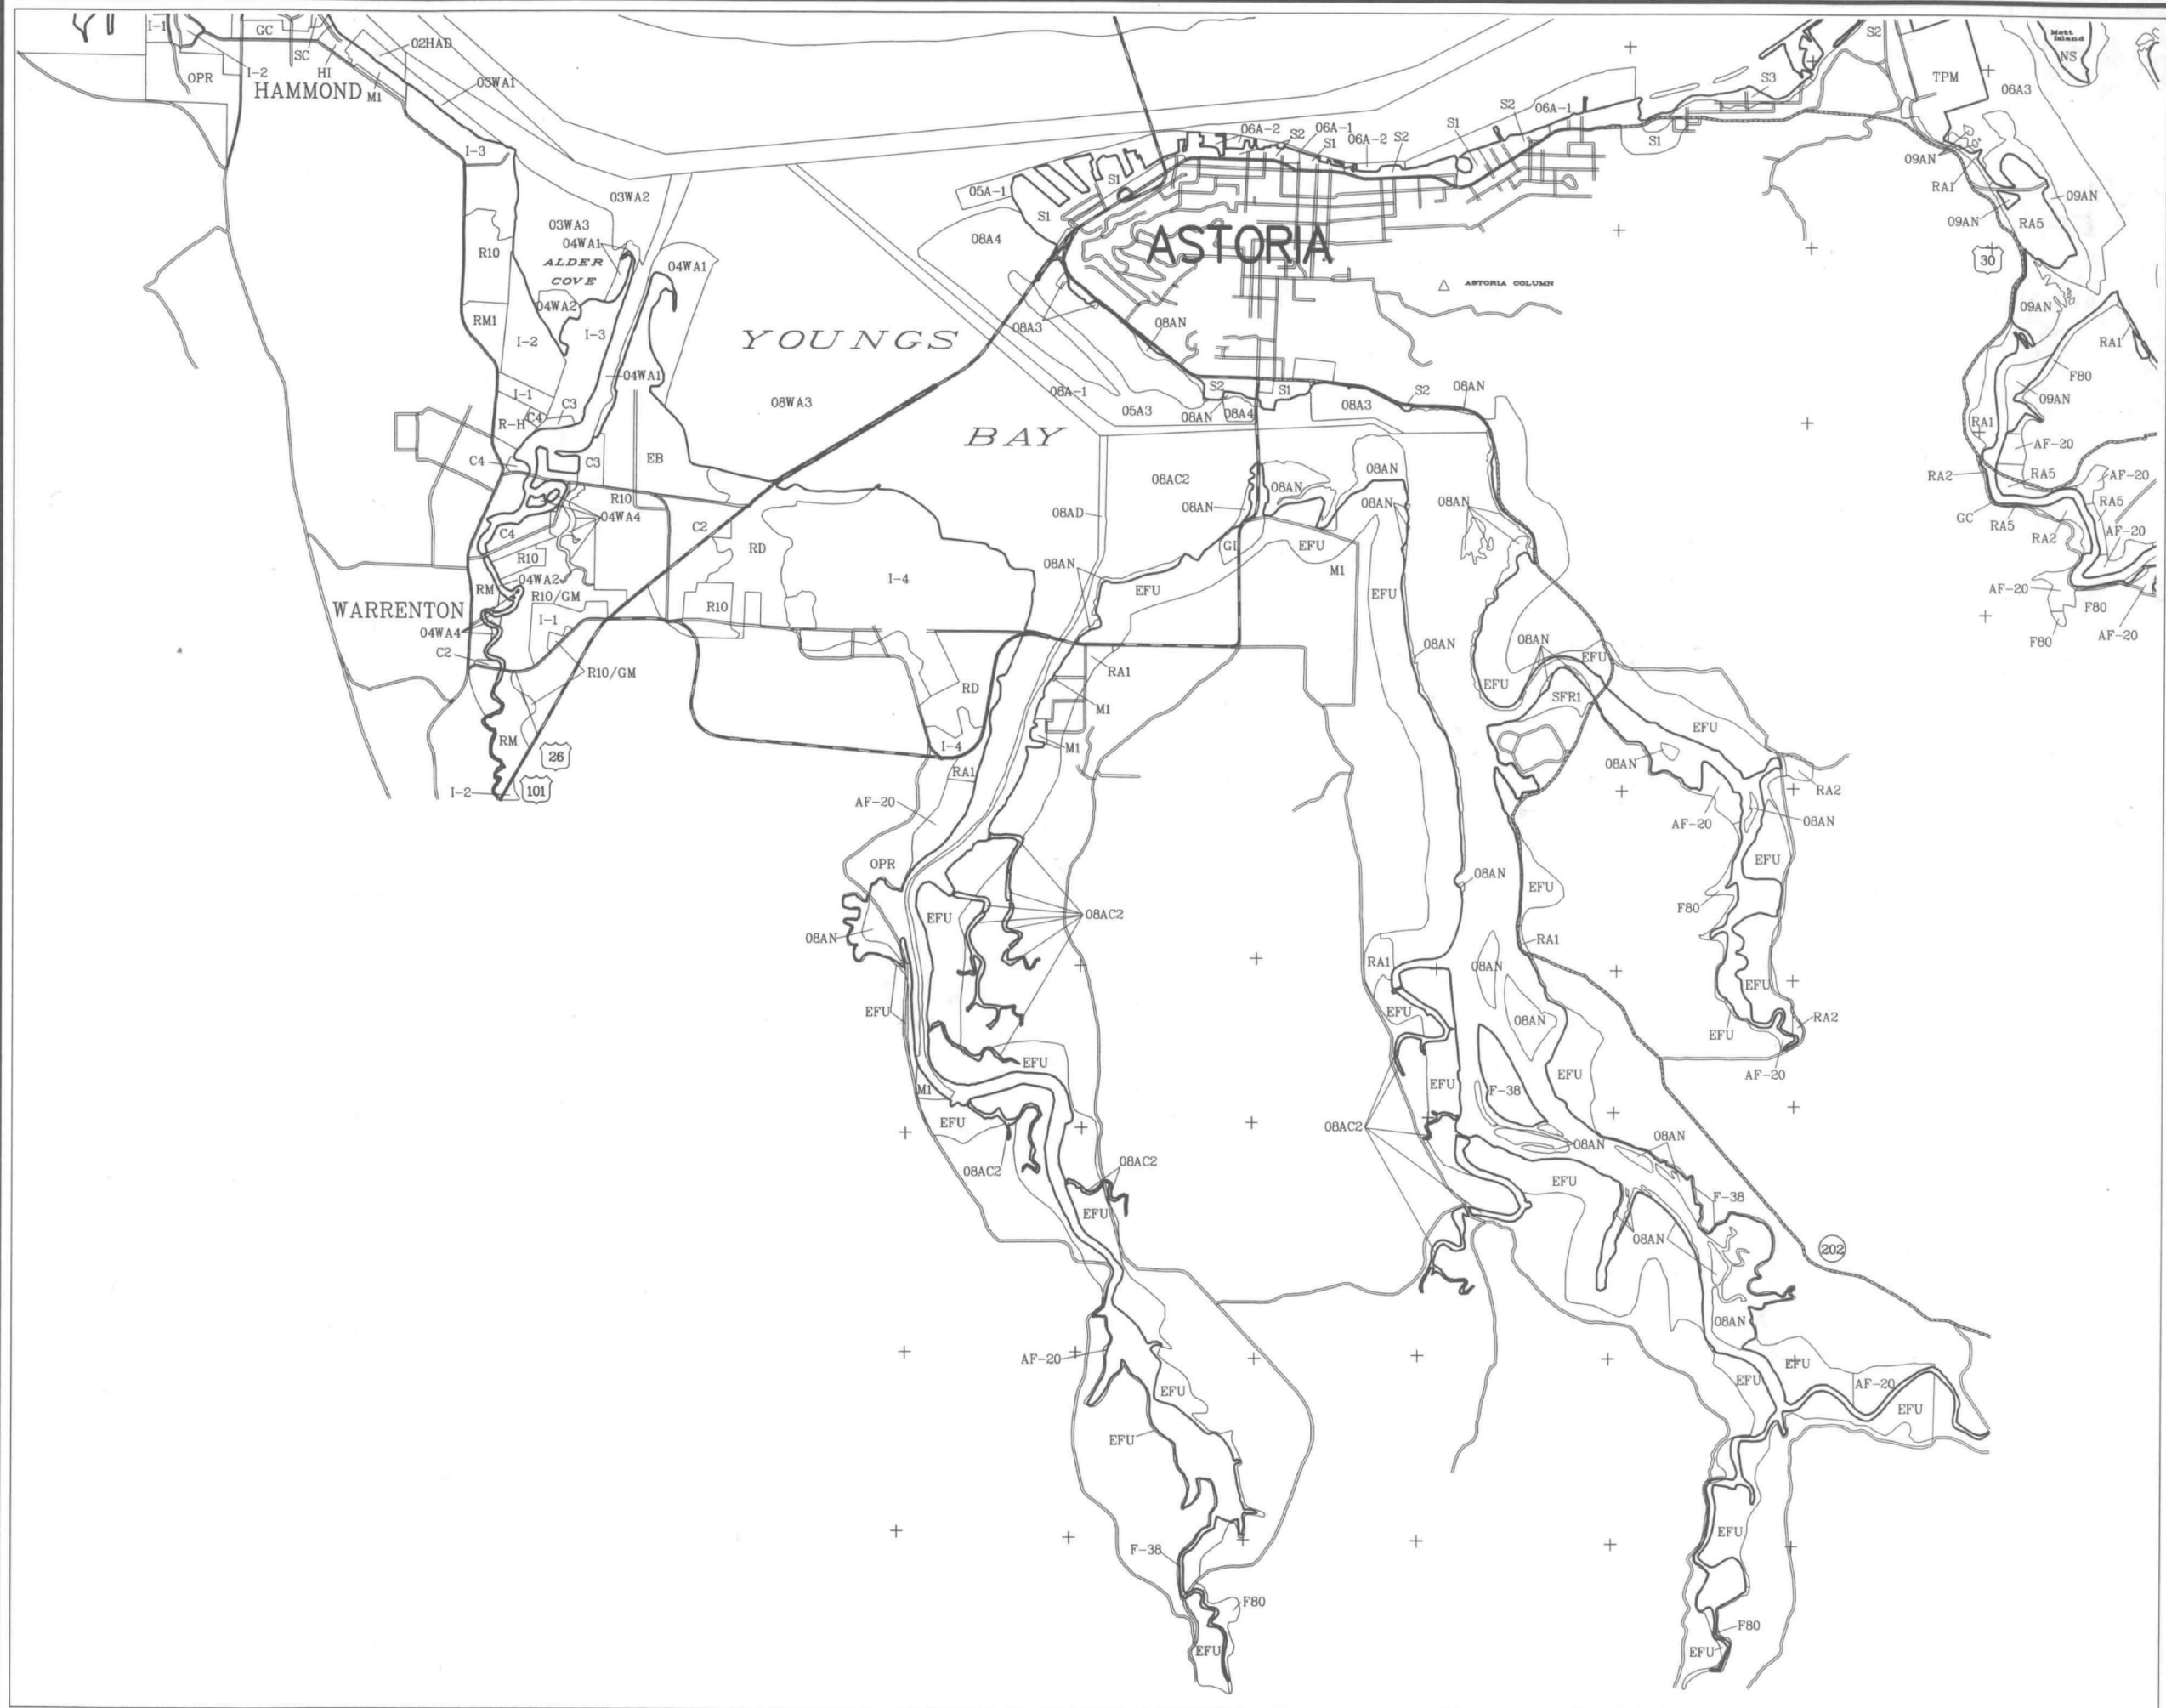 I-1
GC
SC
HI
I-2
OPR
HAMMOND
M1
02HAD
03WA1
I-3
03WA2
03WA3
04WA1
ALDER
COVE
04WA1
04WA2
R10
RM1
I-2
I-3
04WA1
I-1
C3
C4
R-H
C4
C3
EB
R10
04WA4
C4
R10
C2
RD
04WA2
RM
R10/GM
WARRENTON
I-1
04WA4
C2
R10/GM
R10
RM
26
101
I-2
YOUNGS
BAY
08WA3
I-4
RD
I-4
RA1
AF-20
OPR
05A-1
S1
S1
08A4
08A3
ASTORIA
ASTORIA COLUMN
06A-2
S2
06A-1
S1
06A-2
S2
S1
S2
06A-1
S1
S3
S2
TPM
Mott
Island
NS
06A3
09AN
RA1
09AN
09AN
RA5
30
09AN
RA1
F80
09AN
RA1
AF-20
RA2
RA5
AF-20
RA5
GC
RA5
RA2
AF-20
AF-20
F80
F80
AF-20
08AN
S2
S1
S2
08AN
08A-1
05A3
08AN
08A4
08A3
08AC2
08AD
08AN
08AN
08AN
08AN
08AN
GI
EFU
M1
08AN
EFU
EFU
RA1
M1
M1
08AN
08AN
EFU
EFU
SFR1
EFU
08AN
RA2
AF-20
08AN
EFU
F80
08AN
EFU
EFU
08AC2
08AN
RA1
RA1
08AN
EFU
EFU
EFU
08AN
EFU
RA2
EFU
EFU
M1
EFU
EFU
F-38
EFU
AF-20
08AC2
08AN
08AN
08AC2
08AC2
EFU
EFU
F-38
08AN
202
08AN
AF-20
EFU
EFU
EFU
AF-20
EFU
EFU
F-38
EFU
F80
F80
EFU
EFU